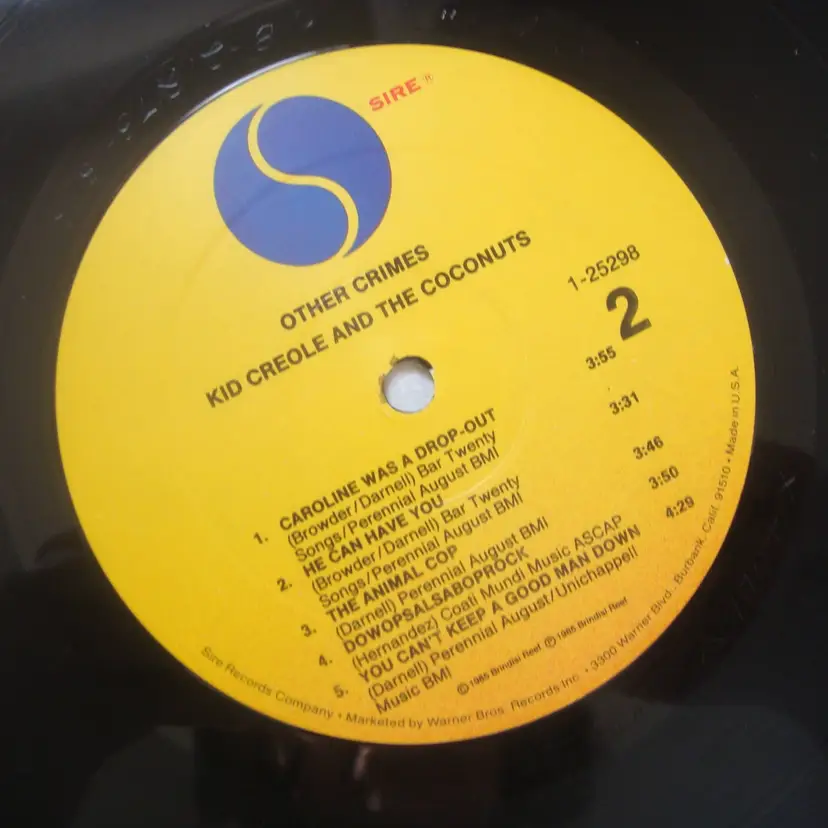 SIRE®
OTHER CRIMES
KID CREOLE AND THE COCONUTS
1-25298
2
1. CAROLINE WAS A DROP-OUT 3:55
(Browder/Darnell) Bar Twenty
Songs/Perennial August BMI
2. HE CAN HAVE YOU 3:31
(Browder/Darnell) Bar Twenty
Songs/Perennial August BMI
3. THE ANIMAL COP 3:46
(Darnell) Perennial August BMI
4. DOWOPSALSABOPROCK 3:50
(Hernandez) Coati Mundi Music ASCAP
5. YOU CAN'T KEEP A GOOD MAN DOWN 4:29
(Darnell) Perennial August/Unichappell
Music BMI
©1985 Brindisi Reef ℗1985 Brindisi Reef
Sire Records Company • Marketed by Warner Bros. Records Inc. • 3300 Warner Blvd., Burbank, Calif. 91510 • Made in U.S.A.